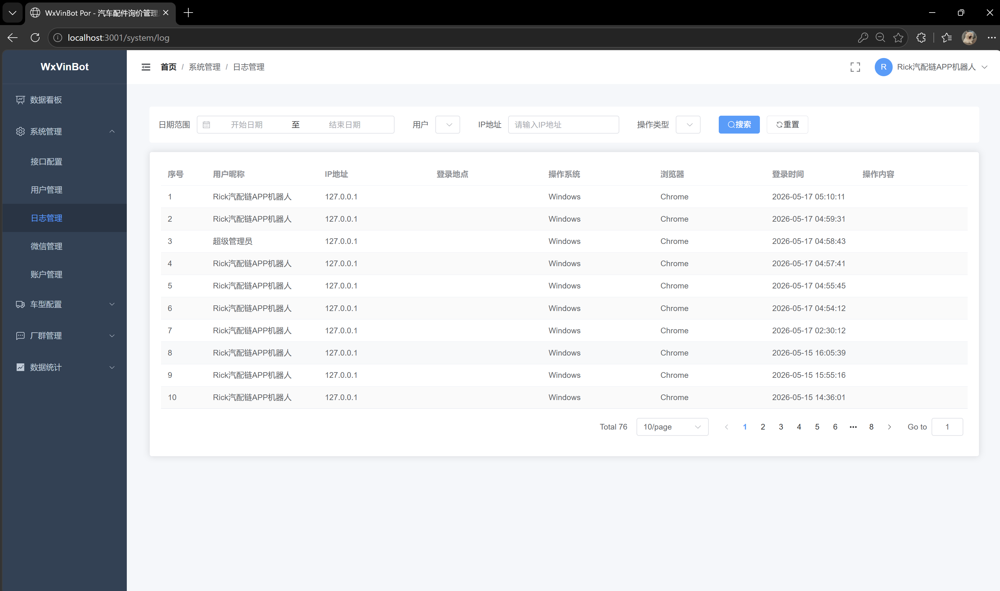 WxVinBot Por - 汽车配件询价管理
localhost:3001/system/log
WxVinBot
首页 / 系统管理 / 日志管理
R Rick汽配链APP机器人
数据看板
系统管理
接口配置
用户管理
日志管理
微信管理
账户管理
车型配置
厂群管理
数据统计
日期范围 开始日期 至 结束日期 用户 IP地址 请输入IP地址 操作类型 搜索 重置
序号 用户昵称 IP地址 登录地点 操作系统 浏览器 登录时间 操作内容
1 Rick汽配链APP机器人 127.0.0.1 Windows Chrome 2026-05-17 05:10:11
2 Rick汽配链APP机器人 127.0.0.1 Windows Chrome 2026-05-17 04:59:31
3 超级管理员 127.0.0.1 Windows Chrome 2026-05-17 04:58:43
4 Rick汽配链APP机器人 127.0.0.1 Windows Chrome 2026-05-17 04:57:41
5 Rick汽配链APP机器人 127.0.0.1 Windows Chrome 2026-05-17 04:55:45
6 Rick汽配链APP机器人 127.0.0.1 Windows Chrome 2026-05-17 04:54:12
7 Rick汽配链APP机器人 127.0.0.1 Windows Chrome 2026-05-17 02:30:12
8 Rick汽配链APP机器人 127.0.0.1 Windows Chrome 2026-05-15 16:05:39
9 Rick汽配链APP机器人 127.0.0.1 Windows Chrome 2026-05-15 15:55:16
10 Rick汽配链APP机器人 127.0.0.1 Windows Chrome 2026-05-15 14:36:01
Total 76 10/page 1 2 3 4 5 6 ••• 8 Go to 1